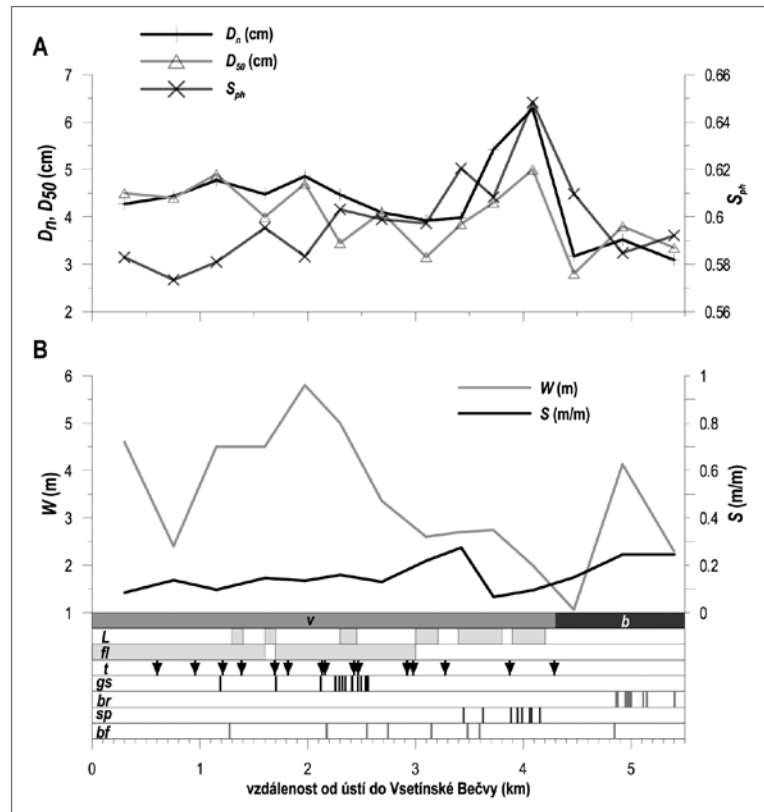 A
Dn (cm)
D50 (cm)
Sph
7
6
5
4
3
2
Dn, D50 (cm)
0.66
0.64
0.62
0.6
0.58
0.56
Sph
B
W (m)
S (m/m)
6
5
4
3
2
1
W (m)
1
0.8
0.6
0.4
0.2
0
S (m/m)
v b
L
fl
t
gs
br
sp
bf
0 1 2 3 4 5
vzdálenost od ústí do Vsetínské Bečvy (km)